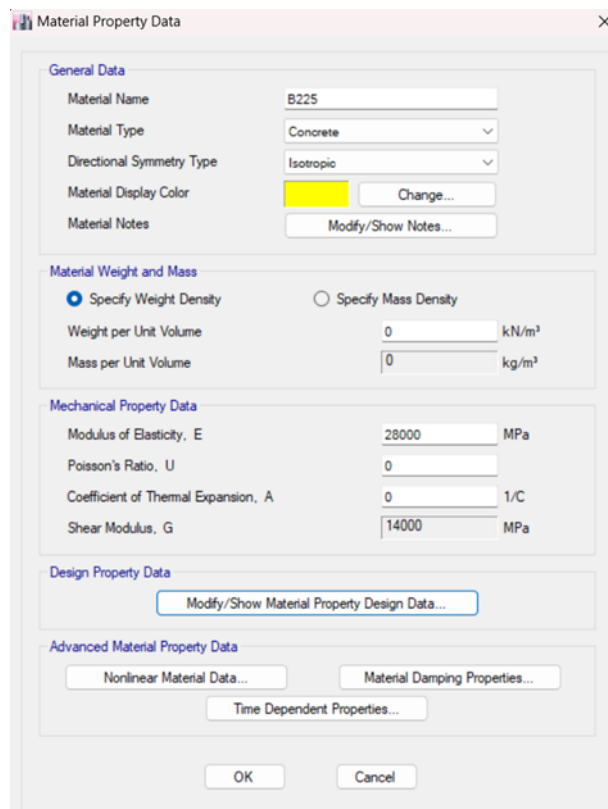 Material Property Data
General Data
Material Name B225
Material Type Concrete
Directional Symmetry Type Isotropic
Material Display Color Change...
Material Notes Modify/Show Notes...
Material Weight and Mass
Specify Weight Density Specify Mass Density
Weight per Unit Volume 0 kN/m³
Mass per Unit Volume 0 kg/m³
Mechanical Property Data
Modulus of Elasticity, E 28000 MPa
Poisson's Ratio, U 0
Coefficient of Thermal Expansion, A 0 1/C
Shear Modulus, G 14000 MPa
Design Property Data
Modify/Show Material Property Design Data...
Advanced Material Property Data
Nonlinear Material Data... Material Damping Properties...
Time Dependent Properties...
OK Cancel